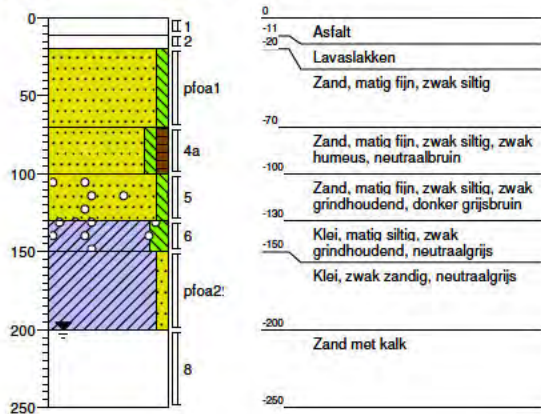 0
1
2
pfoa1
50
4a
100
5
6
150
pfoa2
200
8
250
0
-11
Asfalt
-20
Lavaslakken
Zand, matig fijn, zwak siltig
-70
Zand, matig fijn, zwak siltig, zwak
humeus, neutraalbruin
-100
Zand, matig fijn, zwak siltig, zwak
grindhoudend, donker grijsbruin
-130
Klei, matig siltig, zwak
grindhoudend, neutraalgrijs
-150
Klei, zwak zandig, neutraalgrijs
-200
Zand met kalk
-250